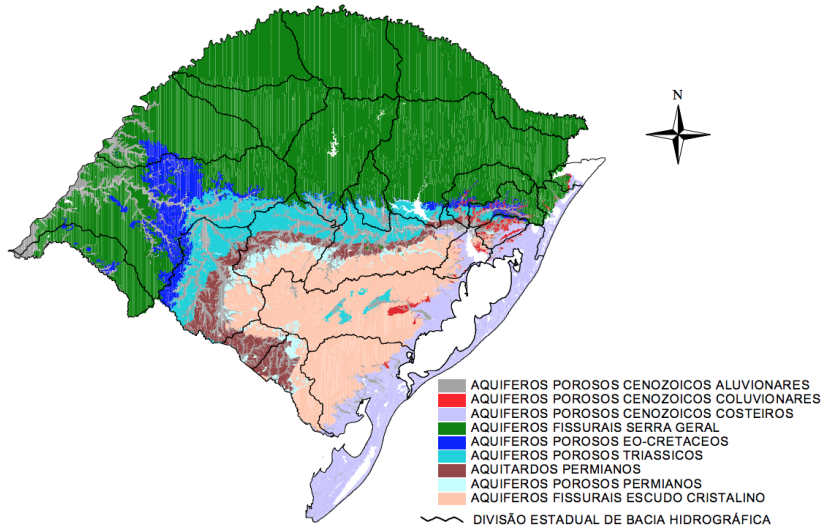 N
AQUIFEROS POROSOS CENOZOICOS ALUVIONARES
AQUIFEROS POROSOS CENOZOICOS COLUVIONARES
AQUIFEROS POROSOS CENOZOICOS COSTEIROS
AQUIFEROS FISSURAIS SERRA GERAL
AQUIFEROS POROSOS EO-CRETACEOS
AQUIFEROS POROSOS TRIASSICOS
AQUITARDOS PERMIANOS
AQUIFEROS POROSOS PERMIANOS
AQUIFEROS FISSURAIS ESCUDO CRISTALINO
DIVISÃO ESTADUAL DE BACIA HIDROGRÁFICA